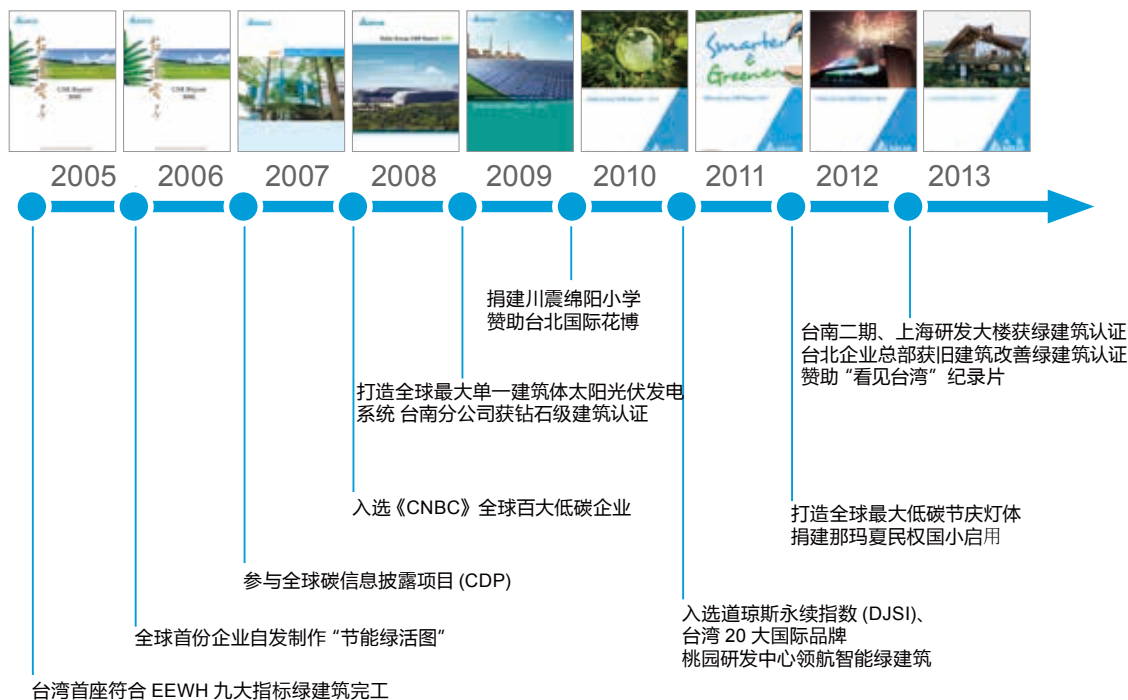 Smarter
&
Greener
2005 2006 2007 2008 2009 2010 2011 2012 2013
捐建川震绵阳小学
赞助台北国际花博
台南二期、上海研发大楼获绿建筑认证
台北企业总部获旧建筑改善绿建筑认证
赞助“看见台湾”纪录片
打造全球最大单一建筑体太阳光伏发电
系统 台南分公司获钻石级建筑认证
入选《CNBC》全球百大低碳企业
打造全球最大低碳节庆灯体
捐建那玛夏民权国小启用
参与全球碳信息披露项目 (CDP)
入选道琼斯永续指数 (DJSI)、
台湾 20 大国际品牌
桃园研发中心领航智能绿建筑
全球首份企业自发制作“节能绿活图”
台湾首座符合 EEWH 九大指标绿建筑完工